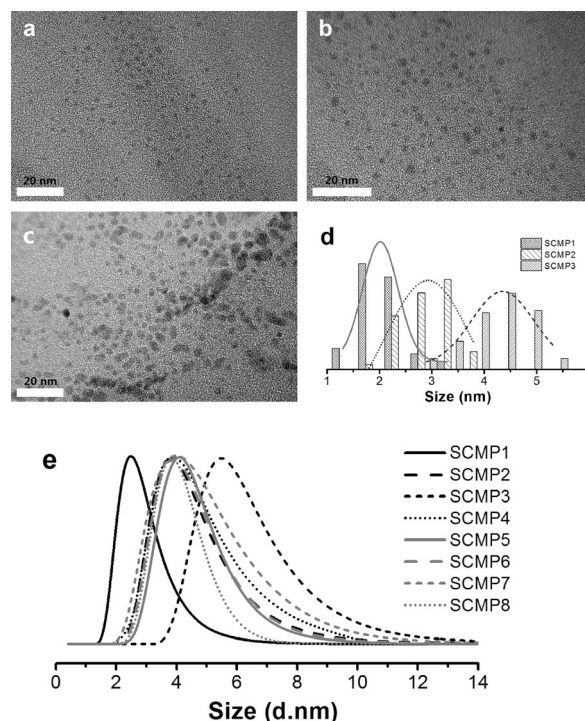 a
20 nm
b
20 nm
c
20 nm
d
SCMP1
SCMP2
SCMP3
1 2 3 4 5
Size (nm)
e
SCMP1
SCMP2
SCMP3
SCMP4
SCMP5
SCMP6
SCMP7
SCMP8
0 2 4 6 8 10 12 14
Size (d.nm)